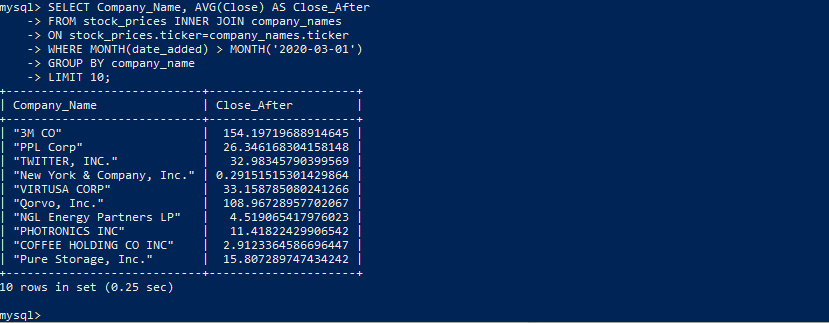 mysql> SELECT Company_Name, AVG(Close) AS Close_After
-> FROM stock_prices INNER JOIN company_names
-> ON stock_prices.ticker=company_names.ticker
-> WHERE MONTH(date_added) > MONTH('2020-03-01')
-> GROUP BY company_name
-> LIMIT 10;
+----------------------------+--------------------+
| Company_Name | Close_After |
+----------------------------+--------------------+
| "3M CO" | 154.19719688914645 |
| "PPL Corp" | 26.346168304158148 |
| "TWITTER, INC." | 32.98345790399569 |
| "New York & Company, Inc." | 0.29151515301429864 |
| "VIRTUSA CORP" | 33.158785080241266 |
| "Qorvo, Inc." | 108.96728957702067 |
| "NGL Energy Partners LP" | 4.519065417976023 |
| "PHOTRONICS INC" | 11.41822429906542 |
| "COFFEE HOLDING CO INC" | 2.9123364586696447 |
| "Pure Storage, Inc." | 15.807289747434242 |
+----------------------------+--------------------+
10 rows in set (0.25 sec)
mysql>